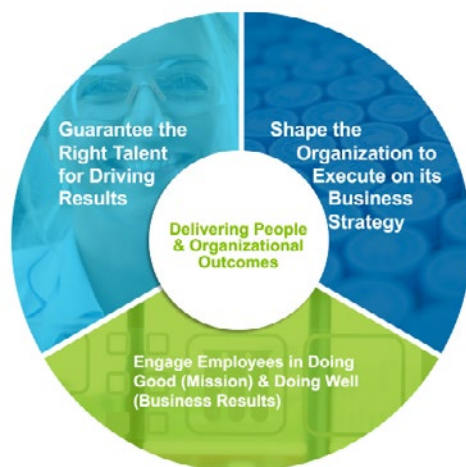 Guarantee the
Right Talent
for Driving
Results
Shape the
Organization to
Execute on its
Business
Strategy
Delivering People
& Organizational
Outcomes
Engage Employees in Doing
Good (Mission) & Doing Well
(Business Results)